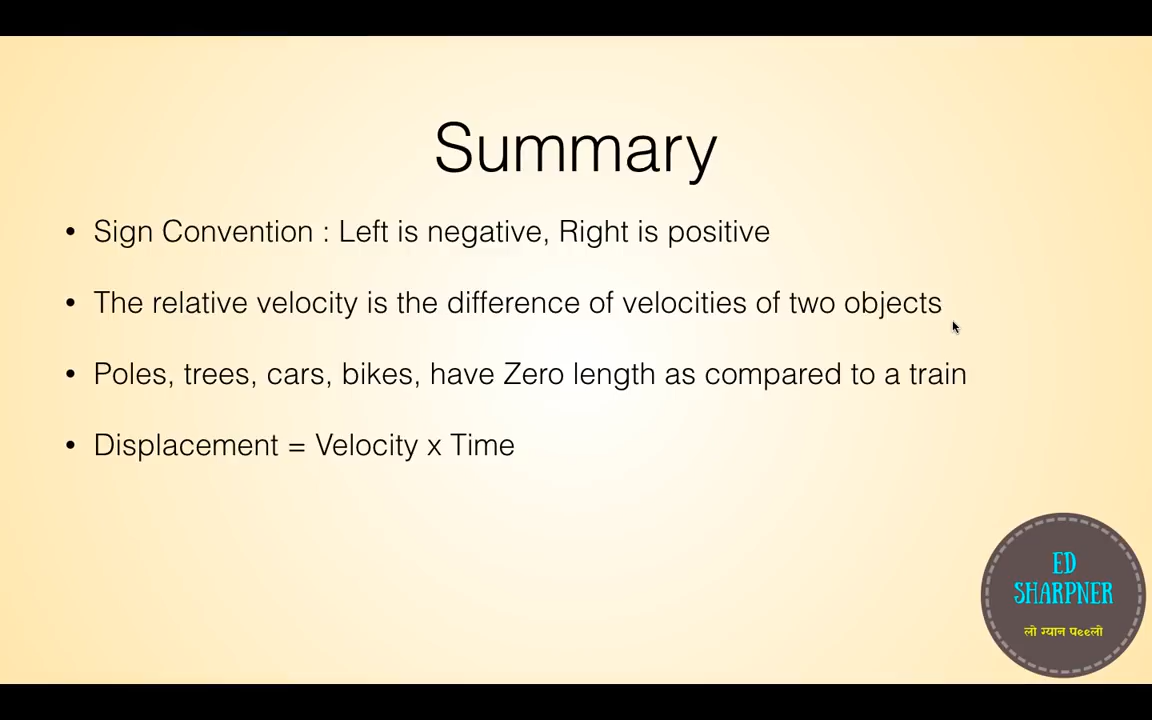 Summary
• Sign Convention : Left is negative, Right is positive
• The relative velocity is the difference of velocities of two objects
• Poles, trees, cars, bikes, have Zero length as compared to a train
• Displacement = Velocity x Time
ED
SHARPNER
लो ग्यान पeeलो